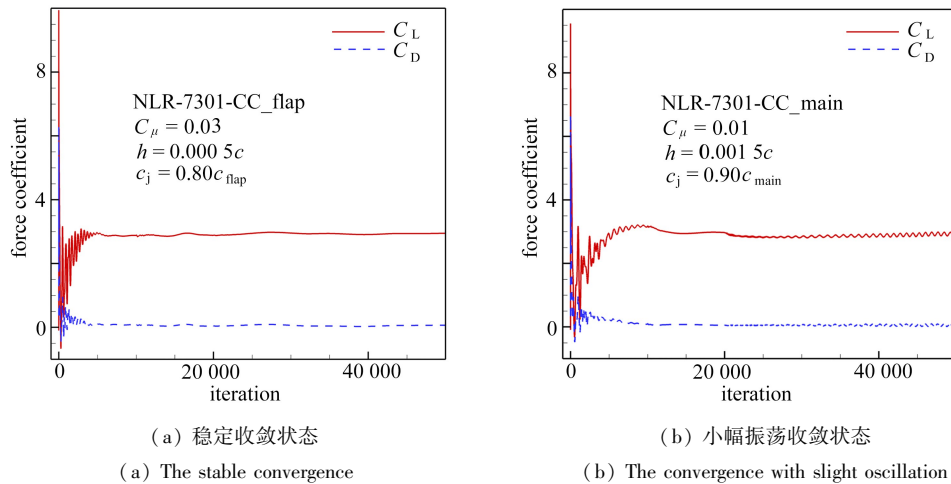 C_L
C_D
8
4
0
force coefficient
NLR-7301-CC_flap
C_μ = 0.03
h = 0.000 5c
c_j = 0.80c_flap
0
20 000
40 000
iteration
(a) 稳定收敛状态
(a) The stable convergence
C_L
C_D
8
4
0
force coefficient
NLR-7301-CC_main
C_μ = 0.01
h = 0.001 5c
c_j = 0.90c_main
0
20 000
40 000
iteration
(b) 小幅振荡收敛状态
(b) The convergence with slight oscillation